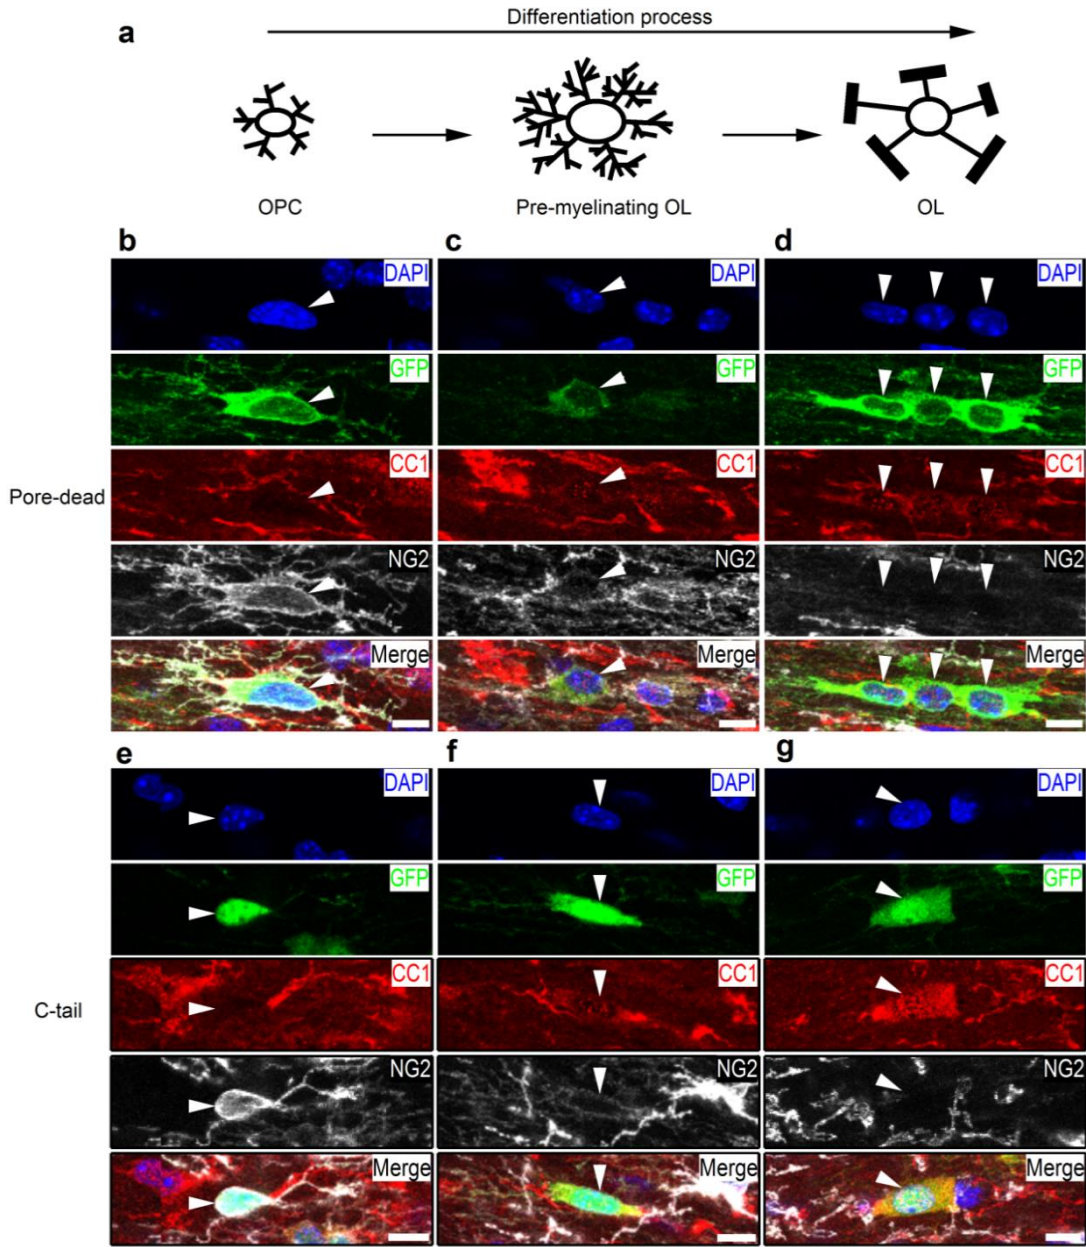 Differentiation process
a
OPC
Pre-myelinating OL
OL
b
c
d
DAPI
DAPI
DAPI
GFP
GFP
GFP
CC1
CC1
CC1
Pore-dead
NG2
NG2
NG2
Merge
Merge
Merge
e
f
g
DAPI
DAPI
DAPI
GFP
GFP
GFP
CC1
CC1
CC1
C-tail
NG2
NG2
NG2
Merge
Merge
Merge